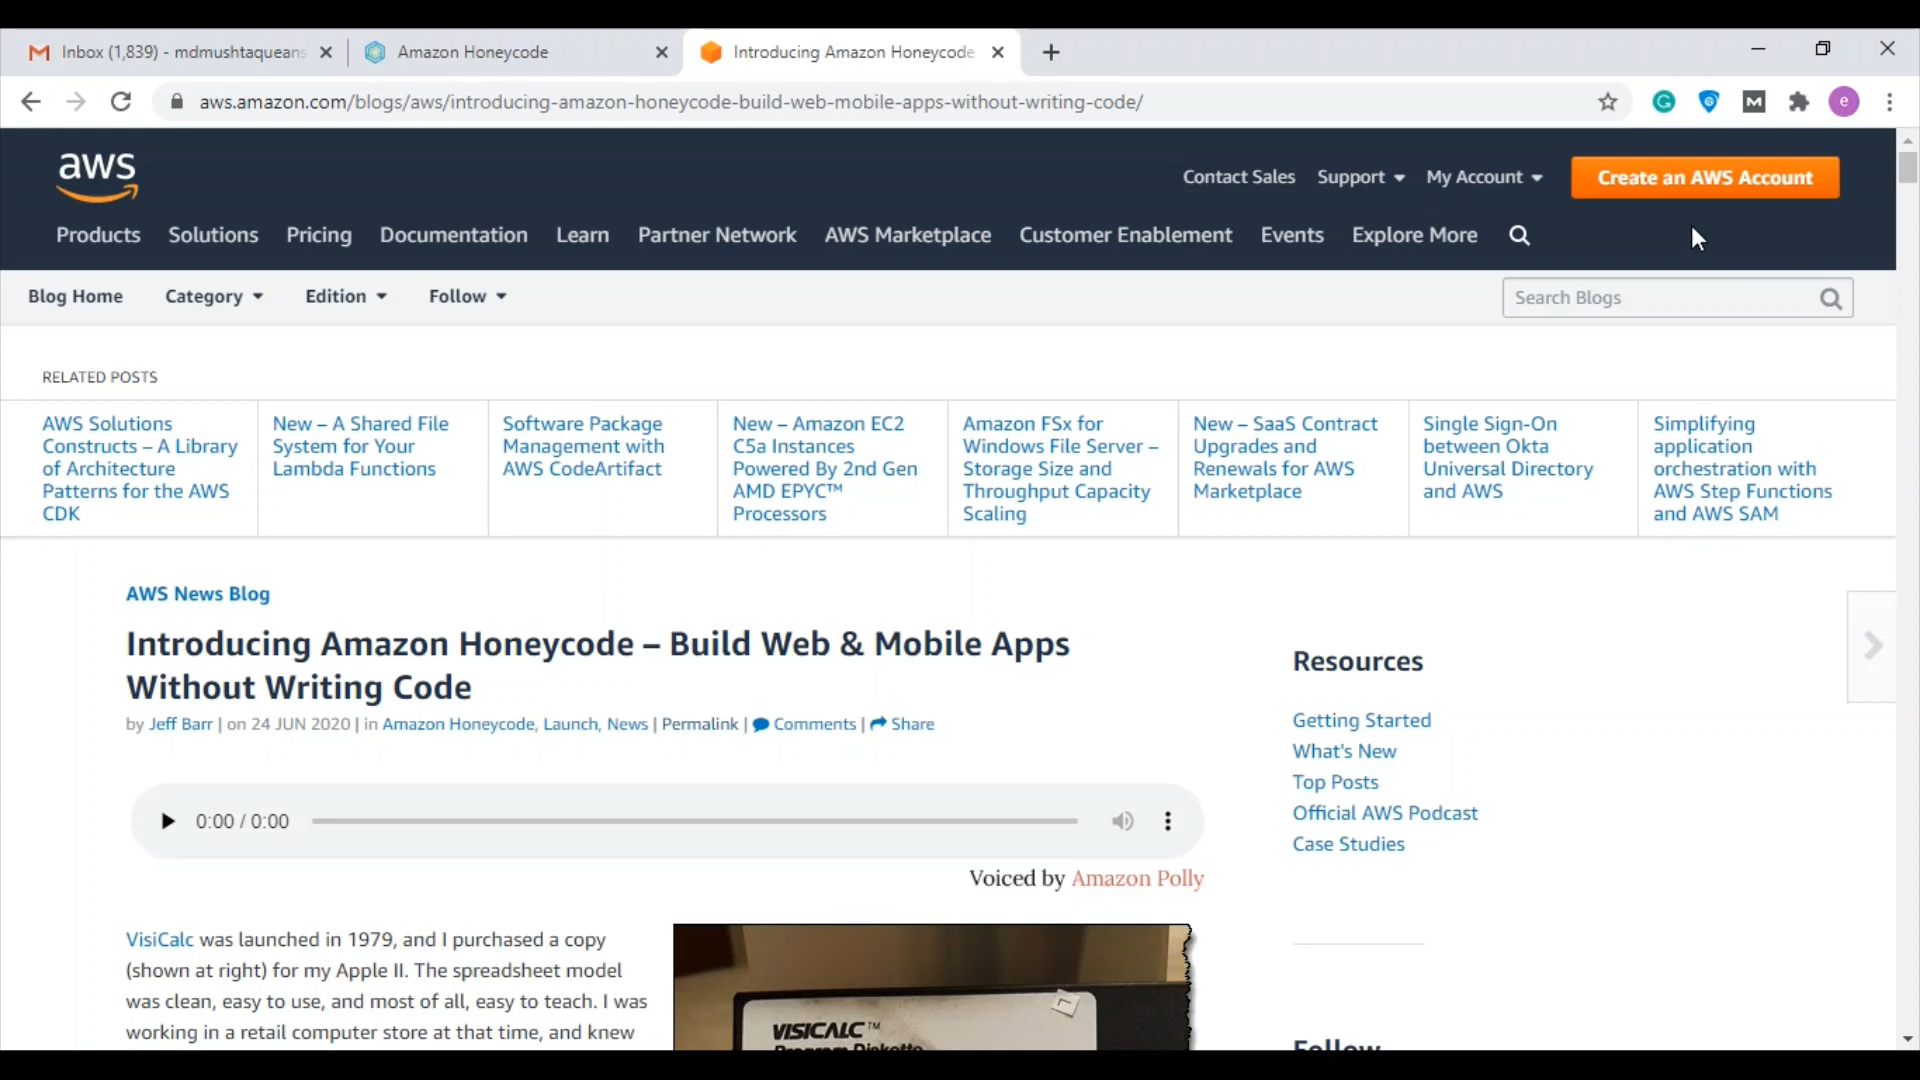 Inbox (1,839) - mdmushtaqueans
Amazon Honeycode
Introducing Amazon Honeycode
aws.amazon.com/blogs/aws/introducing-amazon-honeycode-build-web-mobile-apps-without-writing-code/
G
M
e
aws
Contact Sales Support My Account Create an AWS Account
Products Solutions Pricing Documentation Learn Partner Network AWS Marketplace Customer Enablement Events Explore More
Blog Home Category Edition Follow
Search Blogs
RELATED POSTS
AWS Solutions
Constructs – A Library
of Architecture
Patterns for the AWS
CDK
New – A Shared File
System for Your
Lambda Functions
Software Package
Management with
AWS CodeArtifact
New – Amazon EC2
C5a Instances
Powered By 2nd Gen
AMD EPYC™
Processors
Amazon FSx for
Windows File Server –
Storage Size and
Throughput Capacity
Scaling
New – SaaS Contract
Upgrades and
Renewals for AWS
Marketplace
Single Sign-On
between Okta
Universal Directory
and AWS
Simplifying
application
orchestration with
AWS Step Functions
and AWS SAM
AWS News Blog
Introducing Amazon Honeycode – Build Web & Mobile Apps
Without Writing Code
by Jeff Barr | on 24 JUN 2020 | in Amazon Honeycode, Launch, News | Permalink | Comments | Share
0:00 / 0:00
Voiced by Amazon Polly
VisiCalc was launched in 1979, and I purchased a copy
(shown at right) for my Apple II. The spreadsheet model
was clean, easy to use, and most of all, easy to teach. I was
working in a retail computer store at that time, and knew
VISICALC™
Program Diskette
Resources
Getting Started
What's New
Top Posts
Official AWS Podcast
Case Studies
Follow